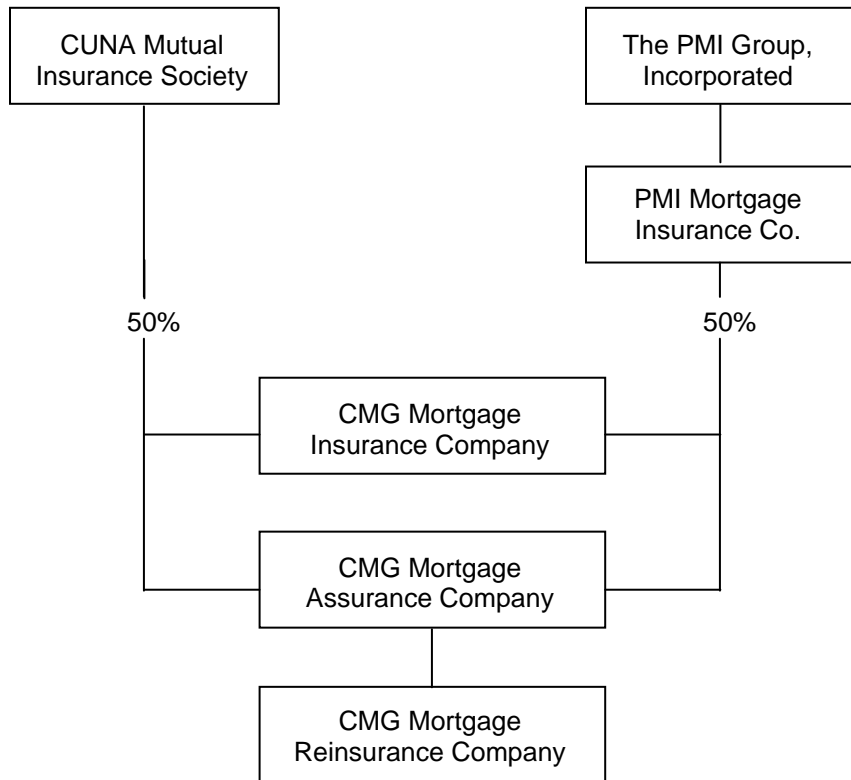 CUNA Mutual
Insurance Society
The PMI Group,
Incorporated
PMI Mortgage
Insurance Co.
50%
50%
CMG Mortgage
Insurance Company
CMG Mortgage
Assurance Company
CMG Mortgage
Reinsurance Company